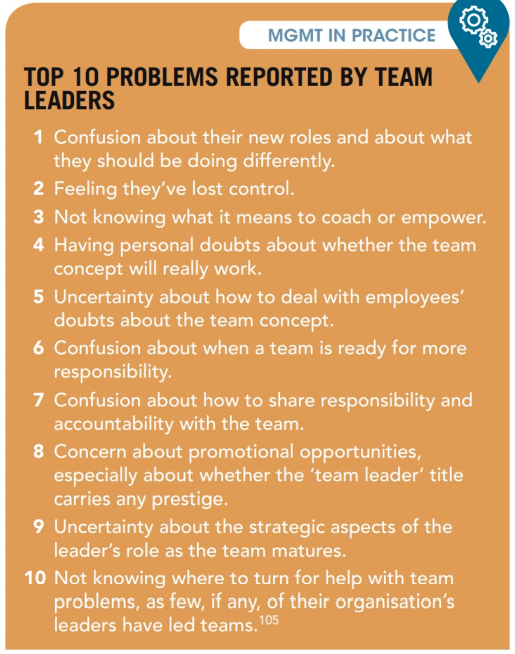 MGMT IN PRACTICE
TOP 10 PROBLEMS REPORTED BY TEAM
LEADERS
1 Confusion about their new roles and about what
they should be doing differently.
2 Feeling they’ve lost control.
3 Not knowing what it means to coach or empower.
4 Having personal doubts about whether the team
concept will really work.
5 Uncertainty about how to deal with employees’
doubts about the team concept.
6 Confusion about when a team is ready for more
responsibility.
7 Confusion about how to share responsibility and
accountability with the team.
8 Concern about promotional opportunities,
especially about whether the ‘team leader’ title
carries any prestige.
9 Uncertainty about the strategic aspects of the
leader’s role as the team matures.
10 Not knowing where to turn for help with team
problems, as few, if any, of their organisation’s
leaders have led teams.105